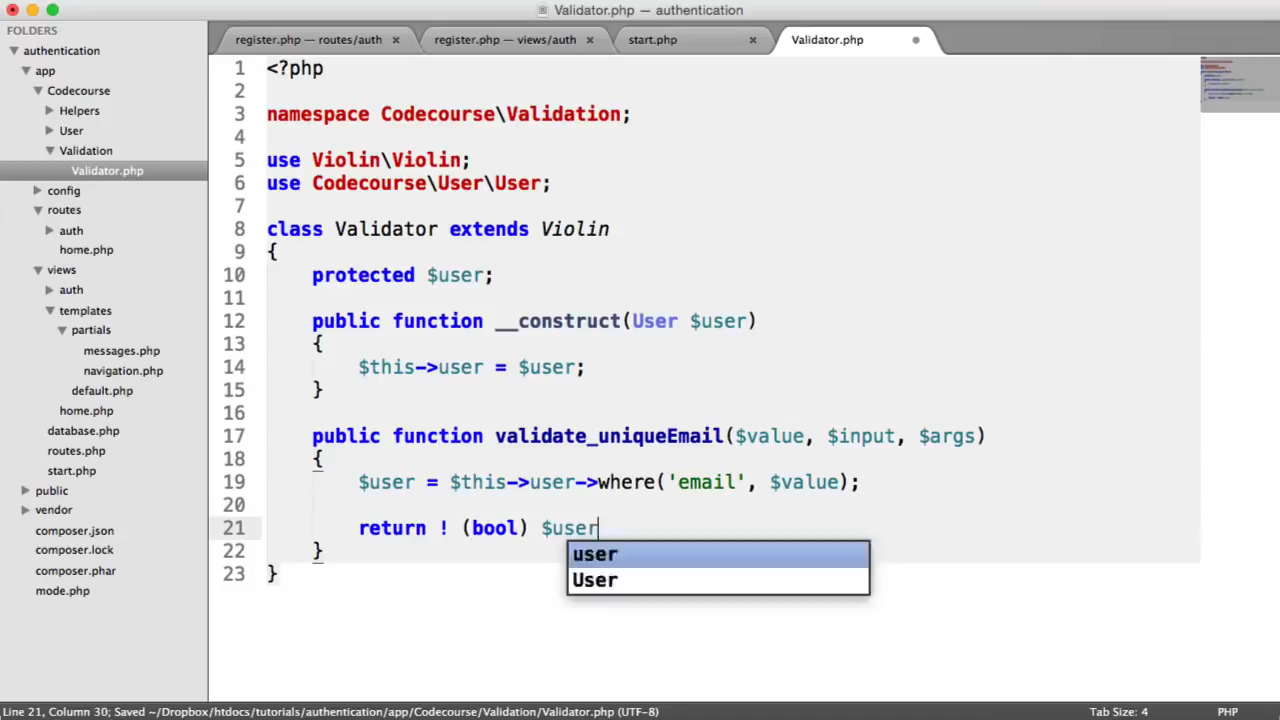 Validator.php — authentication
FOLDERS
authentication
app
Codecourse
Helpers
User
Validation
Validator.php
config
routes
auth
home.php
views
auth
templates
partials
messages.php
navigation.php
default.php
home.php
database.php
routes.php
start.php
public
vendor
composer.json
composer.lock
composer.phar
mode.php
register.php — routes/auth ×
register.php — views/auth ×
start.php ×
Validator.php
1 <?php
2
3 namespace Codecourse\Validation;
4
5 use Violin\Violin;
6 use Codecourse\User\User;
7
8 class Validator extends Violin
9 {
10 protected $user;
11
12 public function __construct(User $user)
13 {
14 $this->user = $user;
15 }
16
17 public function validate_uniqueEmail($value, $input, $args)
18 {
19 $user = $this->user->where('email', $value);
20
21 return ! (bool) $user
22 }
23 }
user
User
Line 21, Column 30; Saved ~/Dropbox/htdocs/tutorials/authentication/app/Codecourse/Validation/Validator.php (UTF-8)
Tab Size: 4
PHP